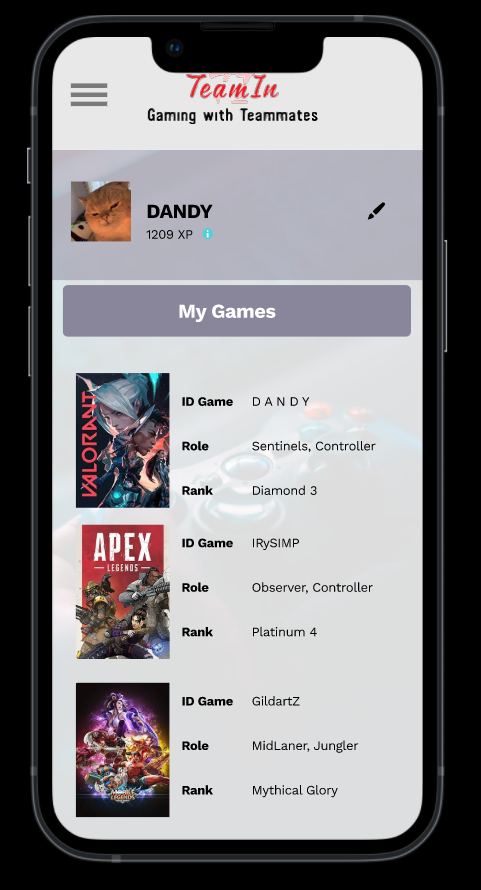 TeamIn
Gaming with Teammates
DANDY
1209 XP
My Games
VALORANT
ID Game D A N D Y
Role Sentinels, Controller
Rank Diamond 3
APEX
LEGENDS
ID Game IRySIMP
Role Observer, Controller
Rank Platinum 4
MOBILE
LEGENDS
ID Game GildartZ
Role MidLaner, Jungler
Rank Mythical Glory